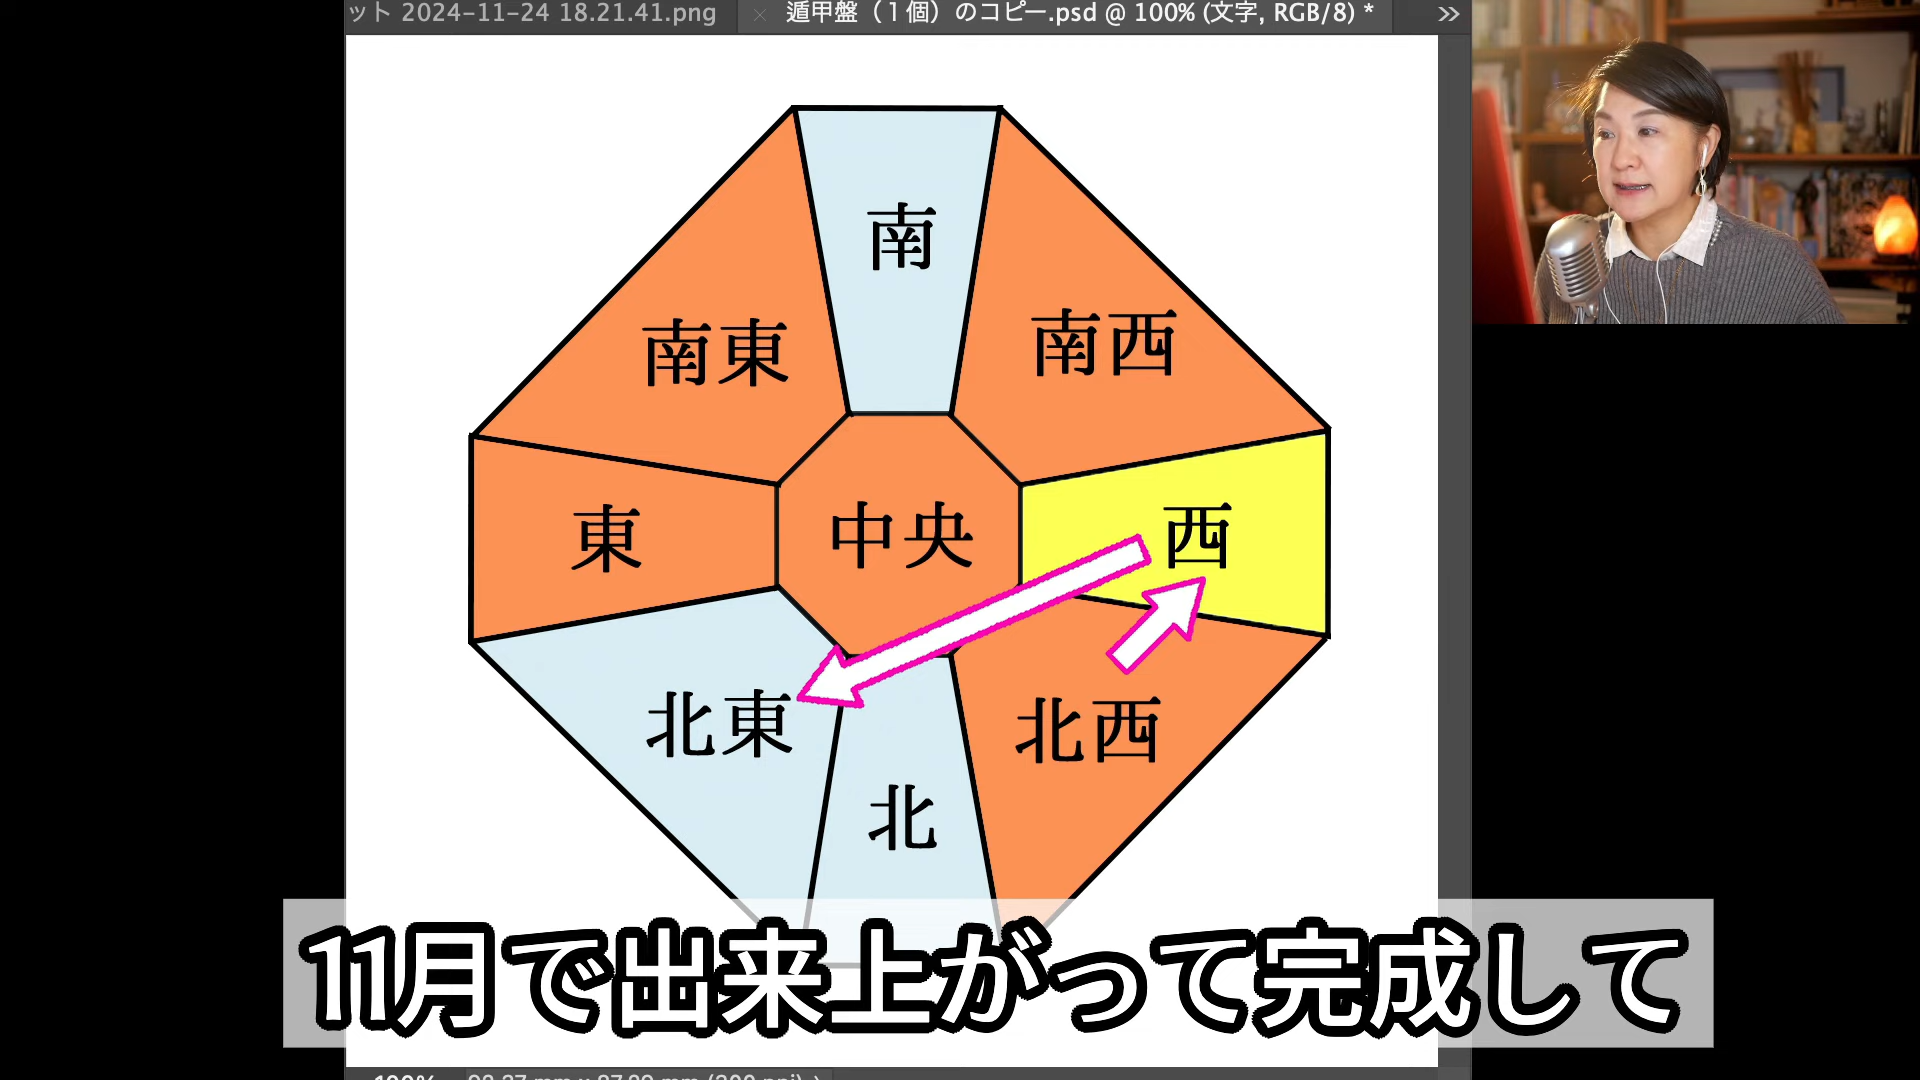 ット 2024-11-24 18.21.41.png
× 遁甲盤（１個）のコピー.psd @ 100% (文字, RGB/8) *
南
南東
南西
東
中央
西
北東
北西
北
11月で出来上がって完成して